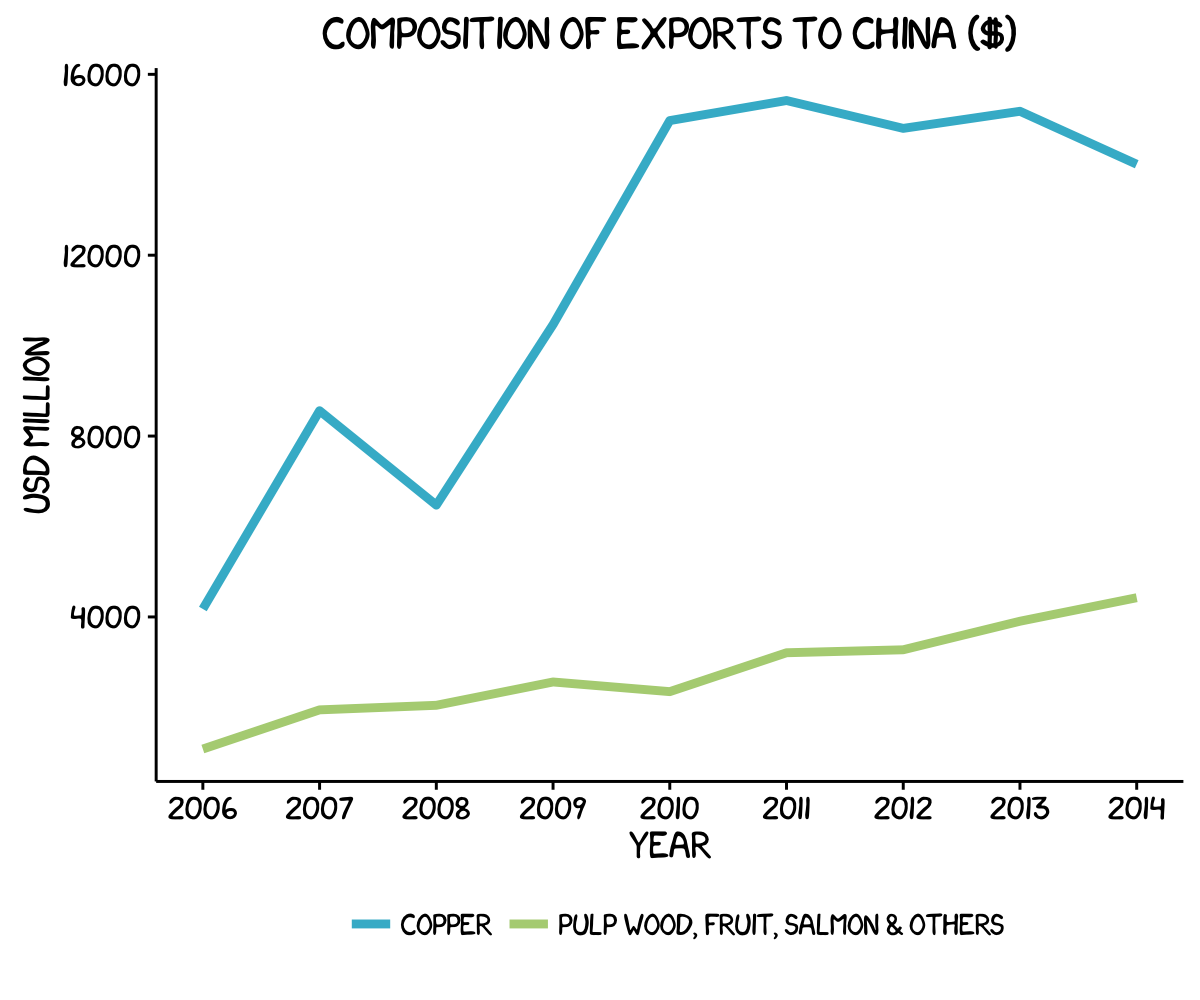 COMPOSITION OF EXPORTS TO CHINA ($)
16000
12000
8000
4000
USD MILLION
2006 2007 2008 2009 2010 2011 2012 2013 2014
YEAR
COPPER PULP WOOD, FRUIT, SALMON & OTHERS